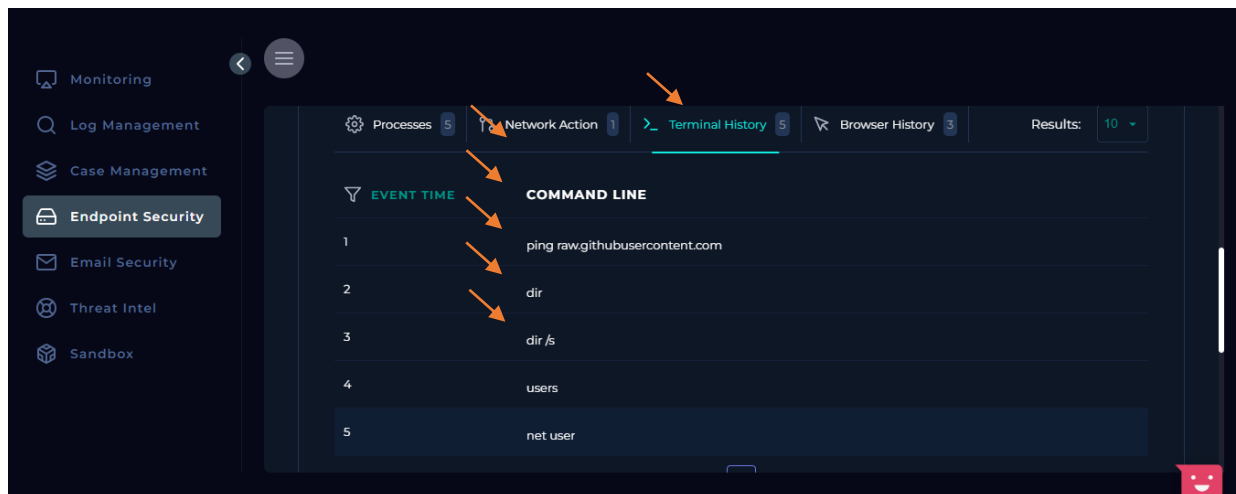 Monitoring
Log Management
Case Management
Endpoint Security
Email Security
Threat Intel
Sandbox
Processes 5 Network Action 1 Terminal History 5 Browser History 3 Results: 10
EVENT TIME COMMAND LINE
1 ping raw.githubusercontent.com
2 dir
3 dir /s
4 users
5 net user